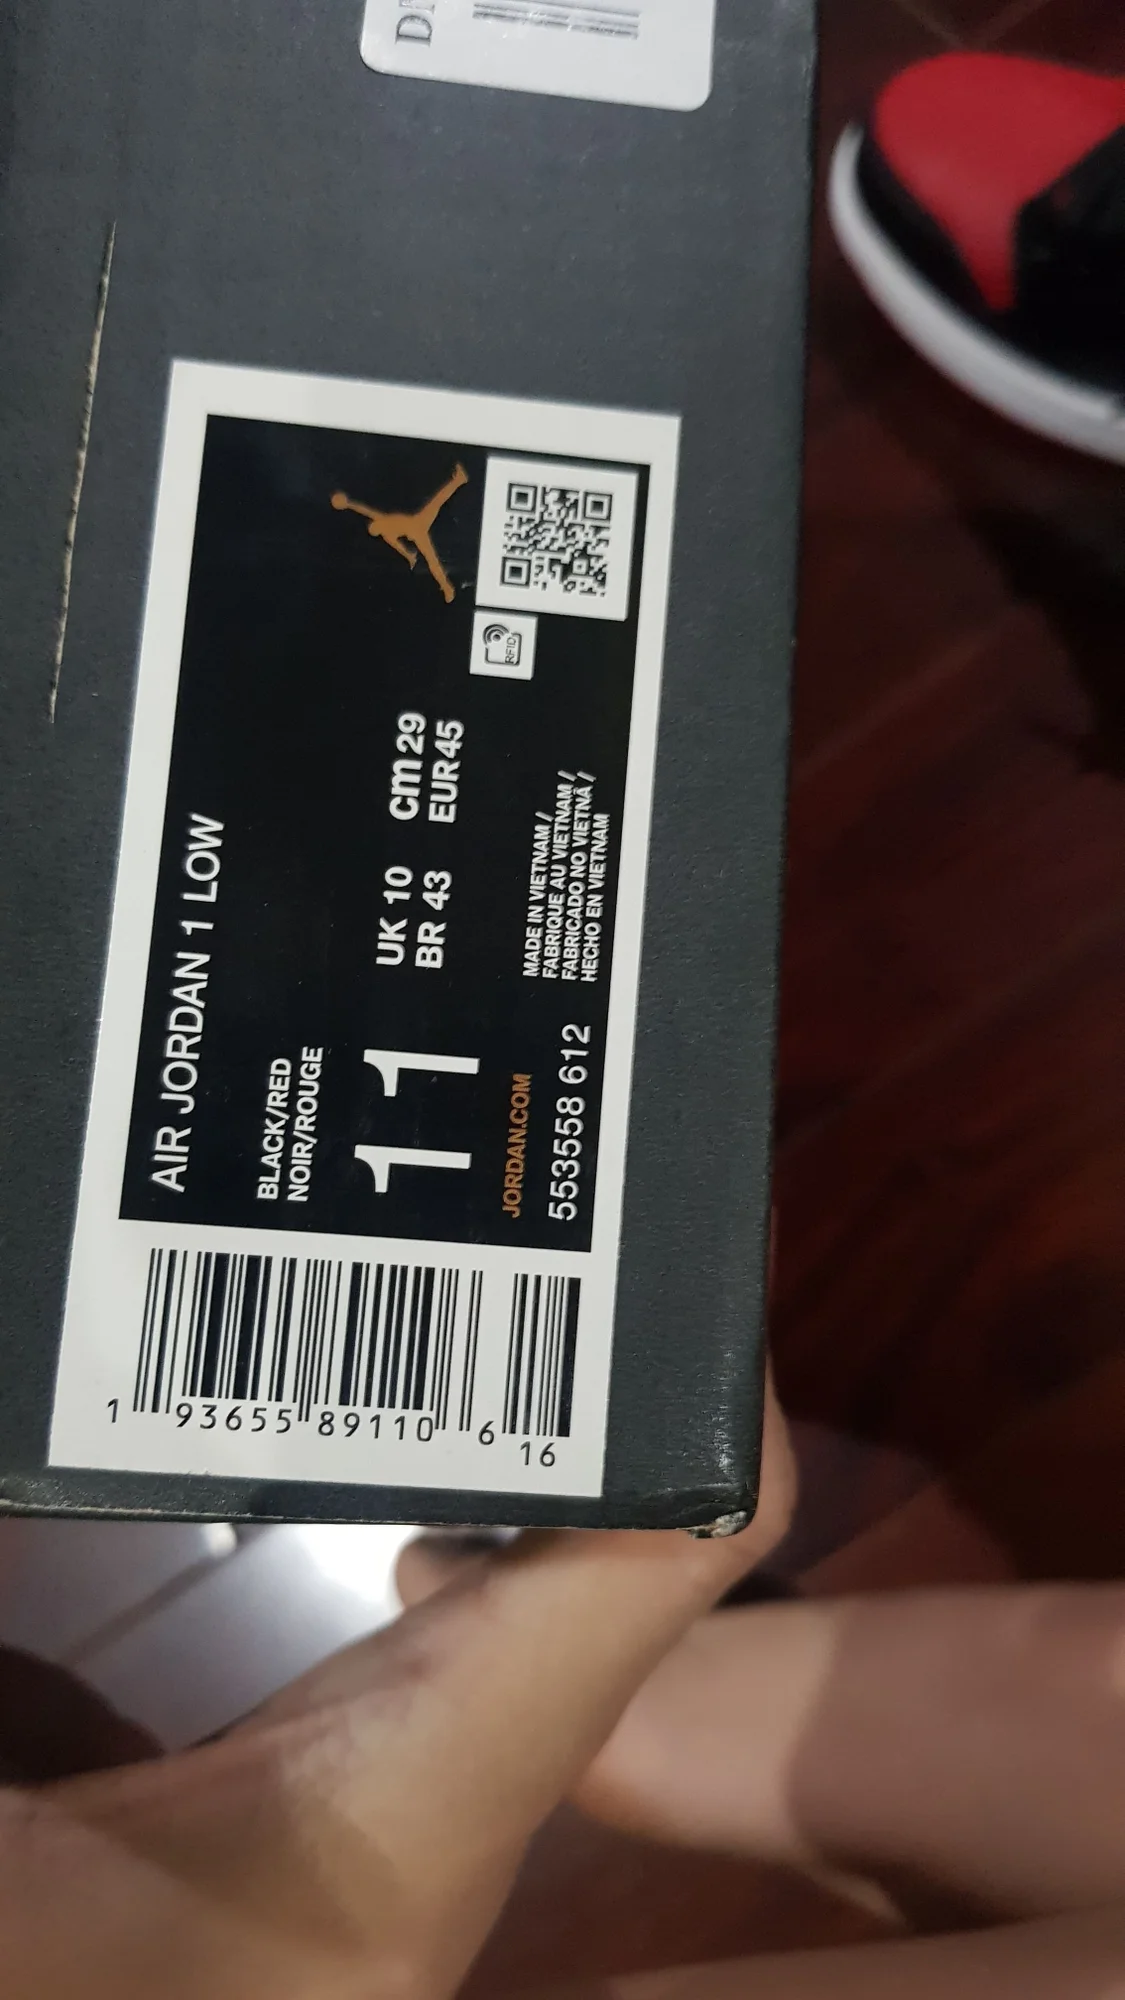 AIR JORDAN 1 LOW
BLACK/RED
NOIR/ROUGE
11
UK 10 cm 29
BR 43 EUR 45
RFID
JORDAN.COM
553558 612
MADE IN VIETNAM /
FABRIQUE AU VIETNAM /
FABRICADO NO VIETNÃ /
HECHO EN VIETNAM
1 93655 89110 6
16